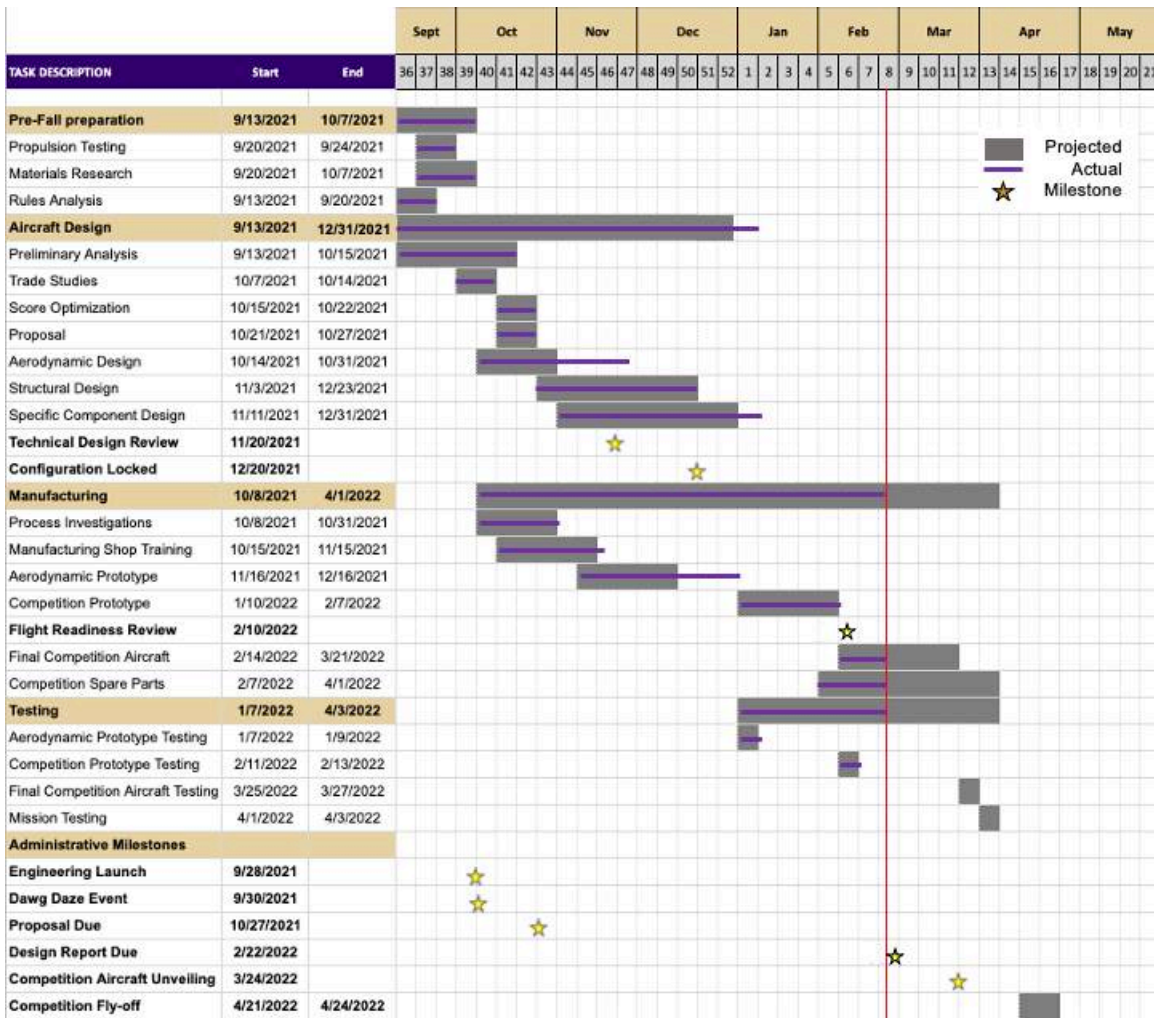 Sept Oct Nov Dec Jan Feb Mar Apr May
TASK DESCRIPTION Start End 36 37 38 39 40 41 42 43 44 45 46 47 48 49 50 51 52 1 2 3 4 5 6 7 8 9 10 11 12 13 14 15 16 17 18 19 20 21
Pre-Fall preparation 9/13/2021 10/7/2021
Propulsion Testing 9/20/2021 9/24/2021
Materials Research 9/20/2021 10/7/2021
Rules Analysis 9/13/2021 9/20/2021
Aircraft Design 9/13/2021 12/31/2021
Preliminary Analysis 9/13/2021 10/15/2021
Trade Studies 10/7/2021 10/14/2021
Score Optimization 10/15/2021 10/22/2021
Proposal 10/21/2021 10/27/2021
Aerodynamic Design 10/14/2021 10/31/2021
Structural Design 11/3/2021 12/23/2021
Specific Component Design 11/11/2021 12/31/2021
Technical Design Review 11/20/2021
Configuration Locked 12/20/2021
Manufacturing 10/8/2021 4/1/2022
Process Investigations 10/8/2021 10/31/2021
Manufacturing Shop Training 10/15/2021 11/15/2021
Aerodynamic Prototype 11/16/2021 12/16/2021
Competition Prototype 1/10/2022 2/7/2022
Flight Readiness Review 2/10/2022
Final Competition Aircraft 2/14/2022 3/21/2022
Competition Spare Parts 2/7/2022 4/1/2022
Testing 1/7/2022 4/3/2022
Aerodynamic Prototype Testing 1/7/2022 1/9/2022
Competition Prototype Testing 2/11/2022 2/13/2022
Final Competition Aircraft Testing 3/25/2022 3/27/2022
Mission Testing 4/1/2022 4/3/2022
Administrative Milestones
Engineering Launch 9/28/2021
Dawg Daze Event 9/30/2021
Proposal Due 10/27/2021
Design Report Due 2/22/2022
Competition Aircraft Unveiling 3/24/2022
Competition Fly-off 4/21/2022 4/24/2022
Projected
Actual
Milestone